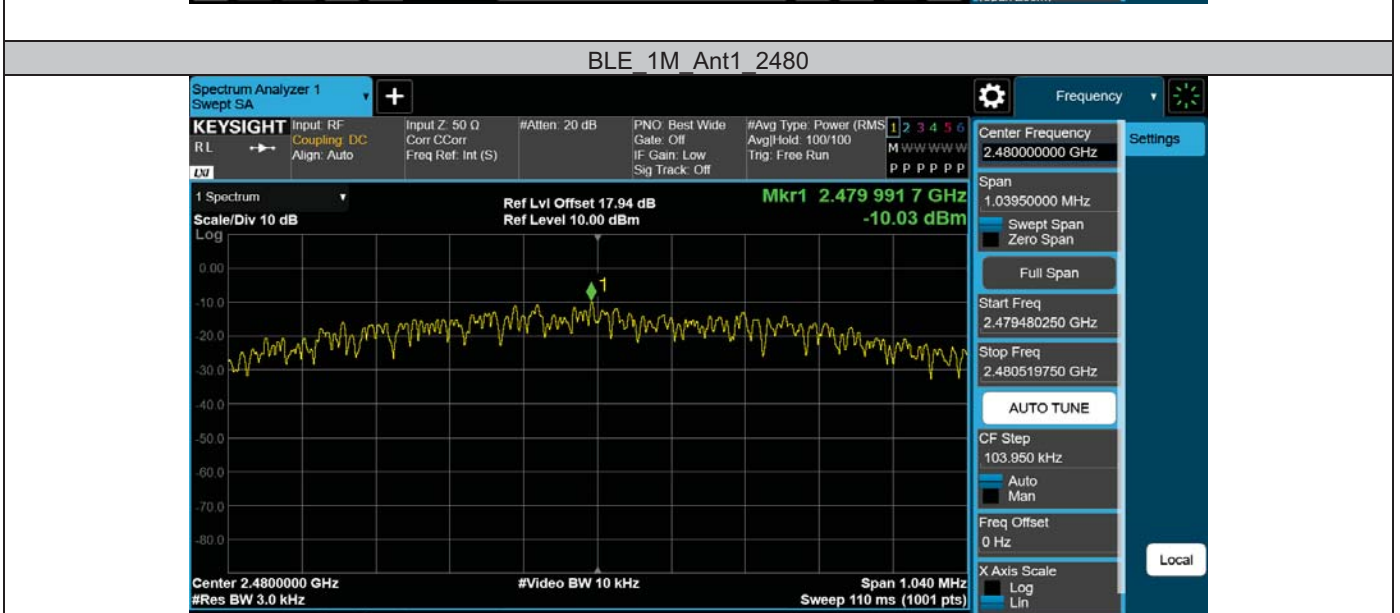 BLE_1M_Ant1_2480
Spectrum Analyzer 1
Swept SA
+
Frequency
KEYSIGHT
RL
LXI
Input: RF
Coupling: DC
Align: Auto
Input Z: 50 Ω
Corr CCorr
Freq Ref: Int (S)
#Atten: 20 dB
PNO: Best Wide
Gate: Off
IF Gain: Low
Sig Track: Off
#Avg Type: Power (RMS
Avg|Hold: 100/100
Trig: Free Run
1 2 3 4 5 6
M W W W W W
P P P P P P
Center Frequency
2.480000000 GHz
Settings
1 Spectrum
Scale/Div 10 dB
Log
Ref Lvl Offset 17.94 dB
Ref Level 10.00 dBm
Mkr1 2.479 991 7 GHz
-10.03 dBm
Span
1.03950000 MHz
Swept Span
Zero Span
Full Span
Start Freq
2.479480250 GHz
Stop Freq
2.480519750 GHz
AUTO TUNE
CF Step
103.950 kHz
Auto
Man
Freq Offset
0 Hz
X Axis Scale
Log
Lin
Local
0.00
-10.0
-20.0
-30.0
-40.0
-50.0
-60.0
-70.0
-80.0
1
Center 2.4800000 GHz
#Res BW 3.0 kHz
#Video BW 10 kHz
Span 1.040 MHz
Sweep 110 ms (1001 pts)